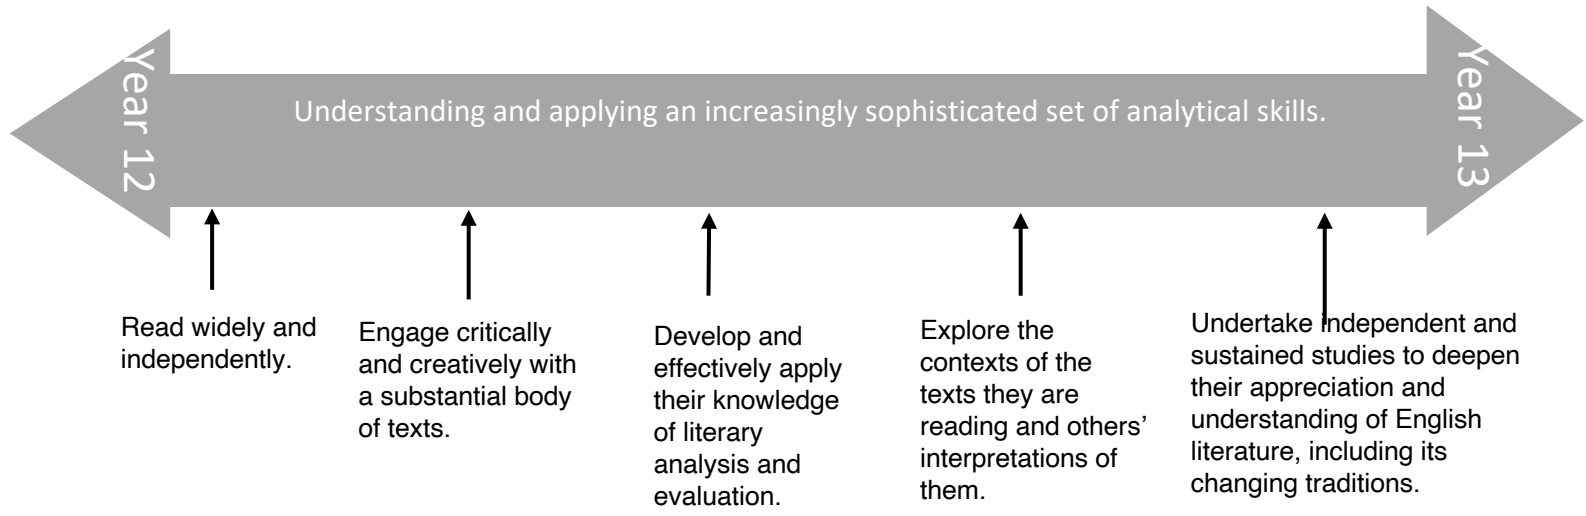 Year 12
Understanding and applying an increasingly sophisticated set of analytical skills.
Year 13
Read widely and
independently.
Engage critically
and creatively with
a substantial body
of texts.
Develop and
effectively apply
their knowledge
of literary
analysis and
evaluation.
Explore the
contexts of the
texts they are
reading and others’
interpretations of
them.
Undertake independent and
sustained studies to deepen
their appreciation and
understanding of English
literature, including its
changing traditions.